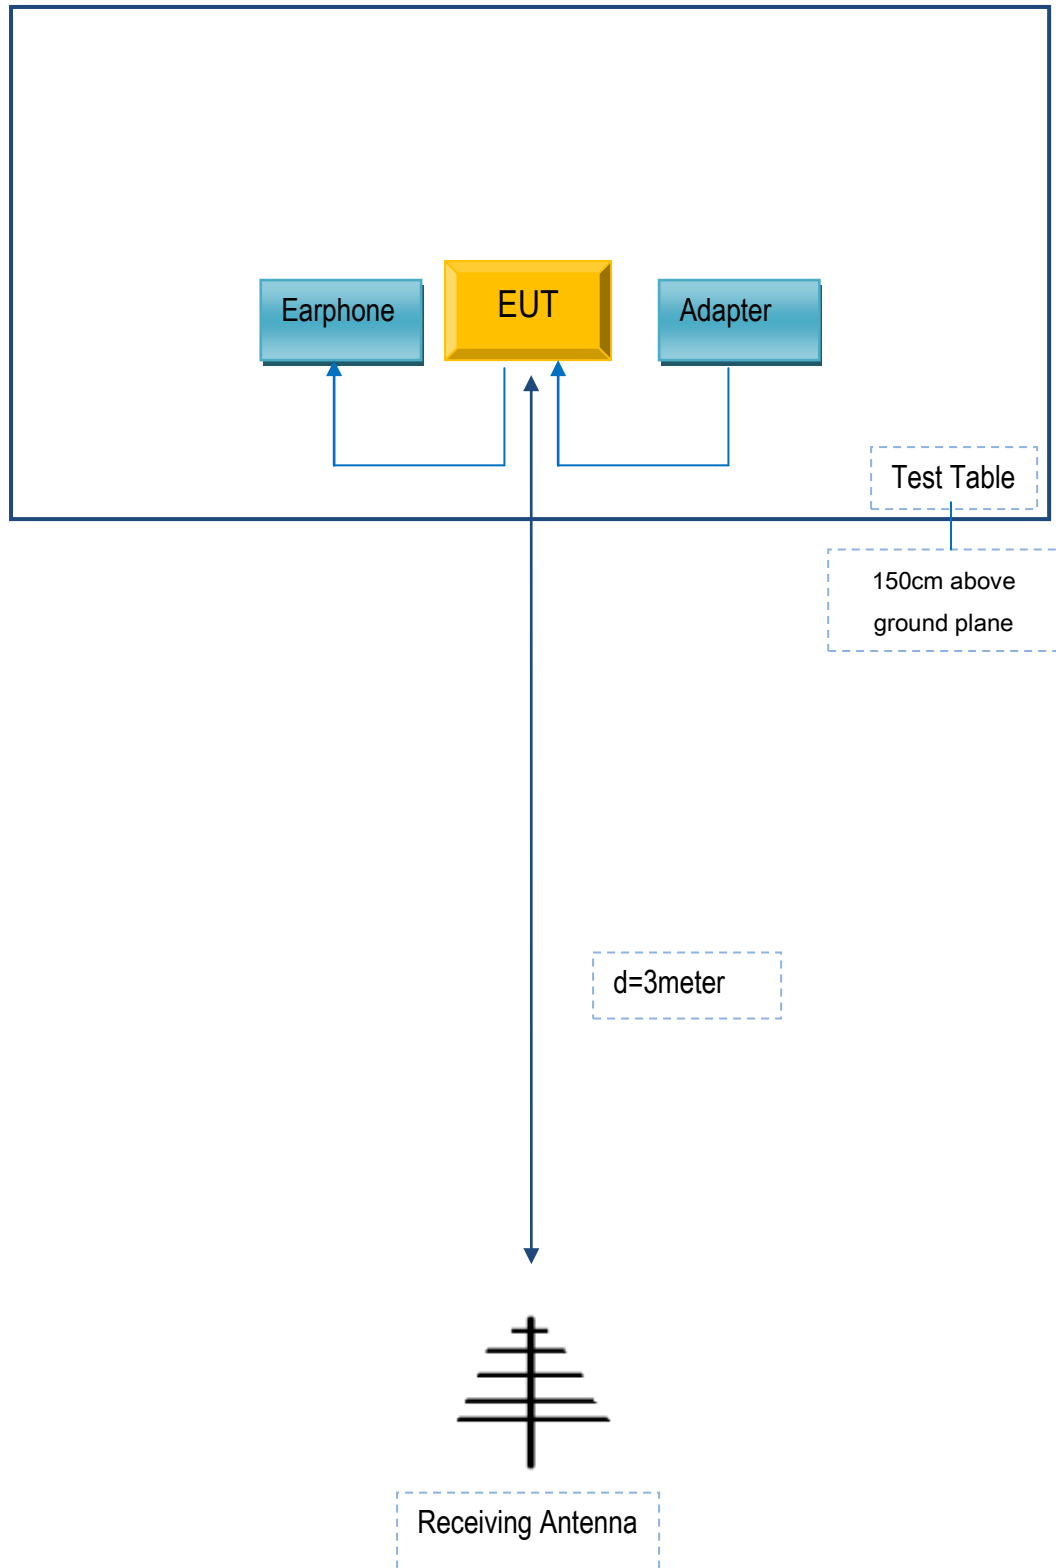 Earphone
EUT
Adapter
Test Table
150cm above
ground plane
d=3meter
Receiving Antenna